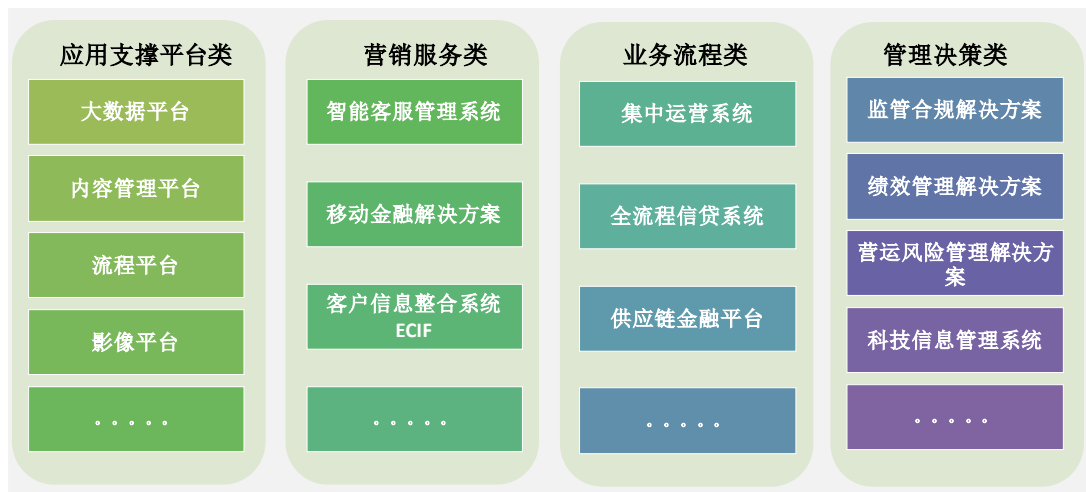 应用支撑平台类
大数据平台
内容管理平台
流程平台
影像平台
。。。。。
营销服务类
智能客服管理系统
移动金融解决方案
客户信息整合系统
ECIF
。。。。。
业务流程类
集中运营系统
全流程信贷系统
供应链金融平台
。。。。。
管理决策类
监管合规解决方案
绩效管理解决方案
营运风险管理解决方
案
科技信息管理系统
。。。。。